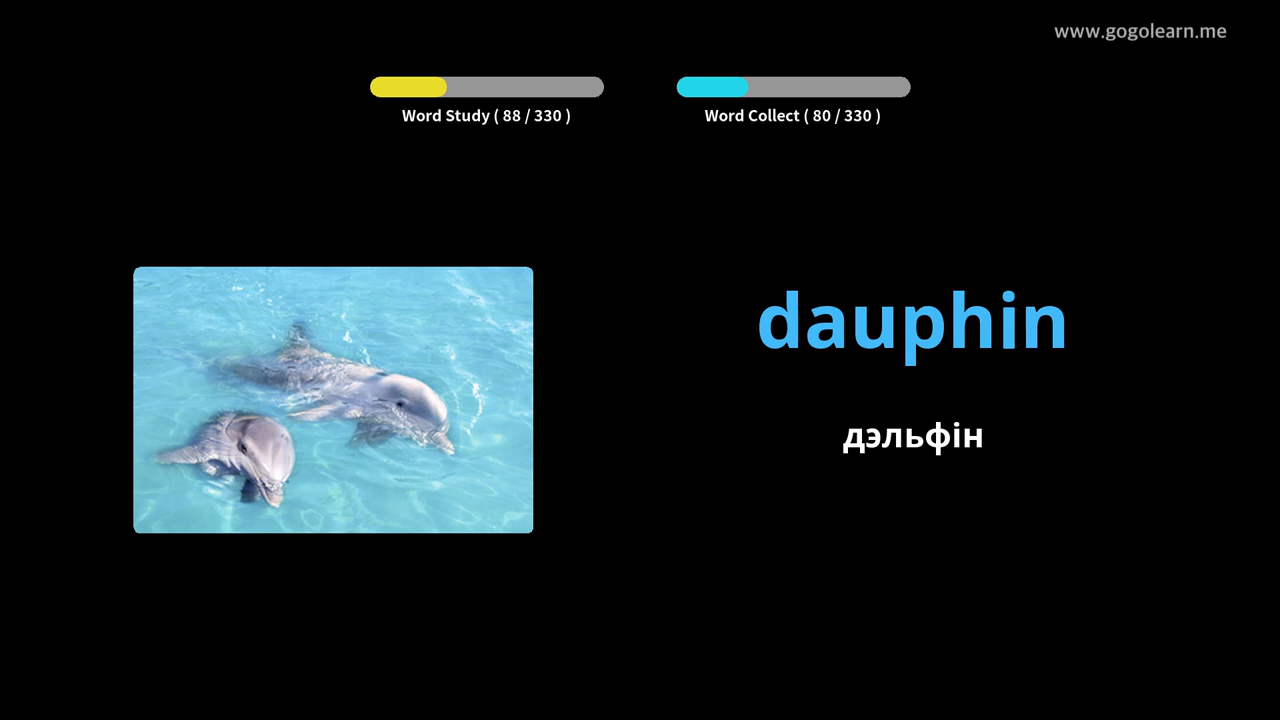 www.gogolearn.me
Word Study ( 88 / 330 )
Word Collect ( 80 / 330 )
dauphin
дэльфін